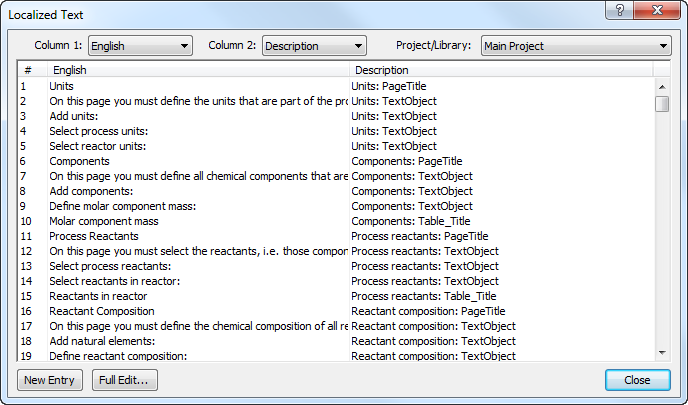 Localized Text
Column 1: English Column 2: Description Project/Library: Main Project
# English Description
1 Units Units: PageTitle
2 On this page you must define the units that are part of the pro Units: TextObject
3 Add units: Units: TextObject
4 Select process units: Units: TextObject
5 Select reactor units: Units: TextObject
6 Components Components: PageTitle
7 On this page you must define all chemical components that are Components: TextObject
8 Add components: Components: TextObject
9 Define molar component mass: Components: TextObject
10 Molar component mass Components: Table_Title
11 Process Reactants Process reactants: PageTitle
12 On this page you must select the reactants, i.e. those compon Process reactants: TextObject
13 Select process reactants: Process reactants: TextObject
14 Select reactants in reactor: Process reactants: TextObject
15 Reactants in reactor Process reactants: Table_Title
16 Reactant Composition Reactant composition: PageTitle
17 On this page you must define the chemical composition of all re Reactant composition: TextObject
18 Add natural elements: Reactant composition: TextObject
19 Define reactant composition: Reactant composition: TextObject
New Entry Full Edit... Close